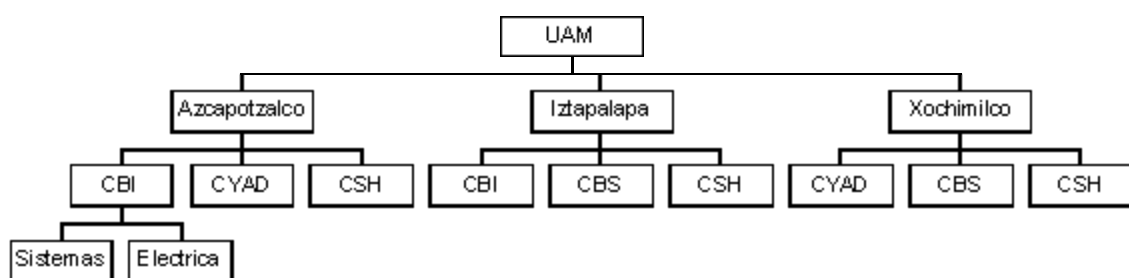 UAM
Azcapotzalco
Iztapalapa
Xochimilco
CBI
CYAD
CSH
CBI
CBS
CSH
CYAD
CBS
CSH
Sistemas
Electrica